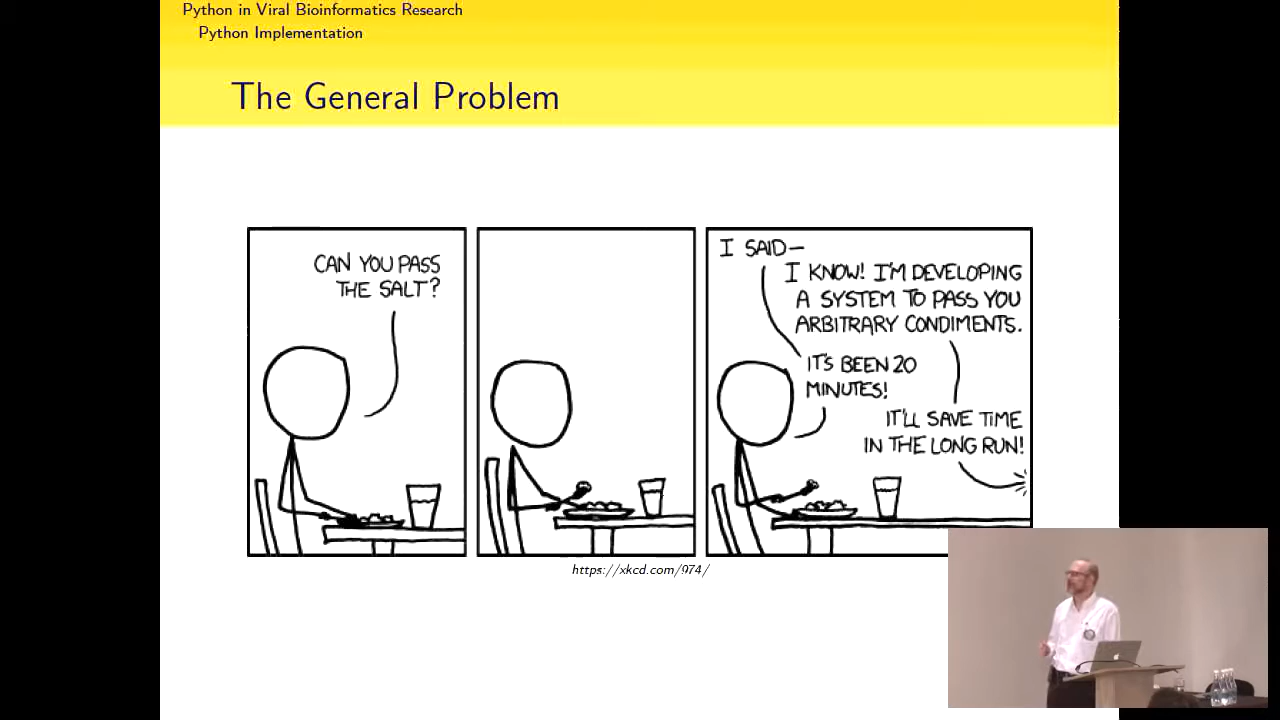 Python in Viral Bioinformatics Research
Python Implementation
The General Problem
CAN YOU PASS
THE SALT?
I SAID—
I KNOW! I'M DEVELOPING
A SYSTEM TO PASS YOU
ARBITRARY CONDIMENTS.
IT'S BEEN 20
MINUTES!
IT'LL SAVE TIME
IN THE LONG RUN!
https://xkcd.com/974/